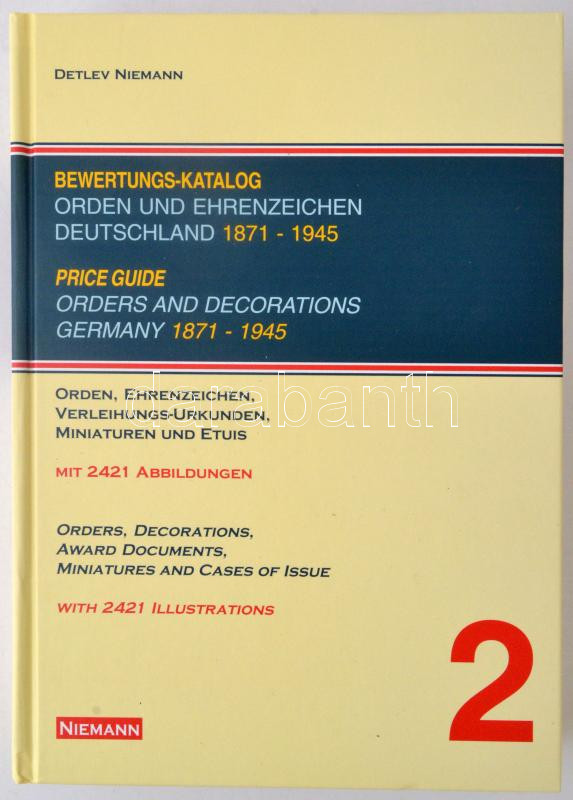 DETLEV NIEMANN
BEWERTUNGS-KATALOG
ORDEN UND EHRENZEICHEN
DEUTSCHLAND 1871 - 1945
PRICE GUIDE
ORDERS AND DECORATIONS
GERMANY 1871 - 1945
darabanth
ORDEN, EHRENZEICHEN,
VERLEIHUNGS-URKUNDEN,
MINIATUREN UND ETUIS
MIT 2421 ABBILDUNGEN
ORDERS, DECORATIONS,
AWARD DOCUMENTS,
MINIATURES AND CASES OF ISSUE
WITH 2421 ILLUSTRATIONS
2
NIEMANN